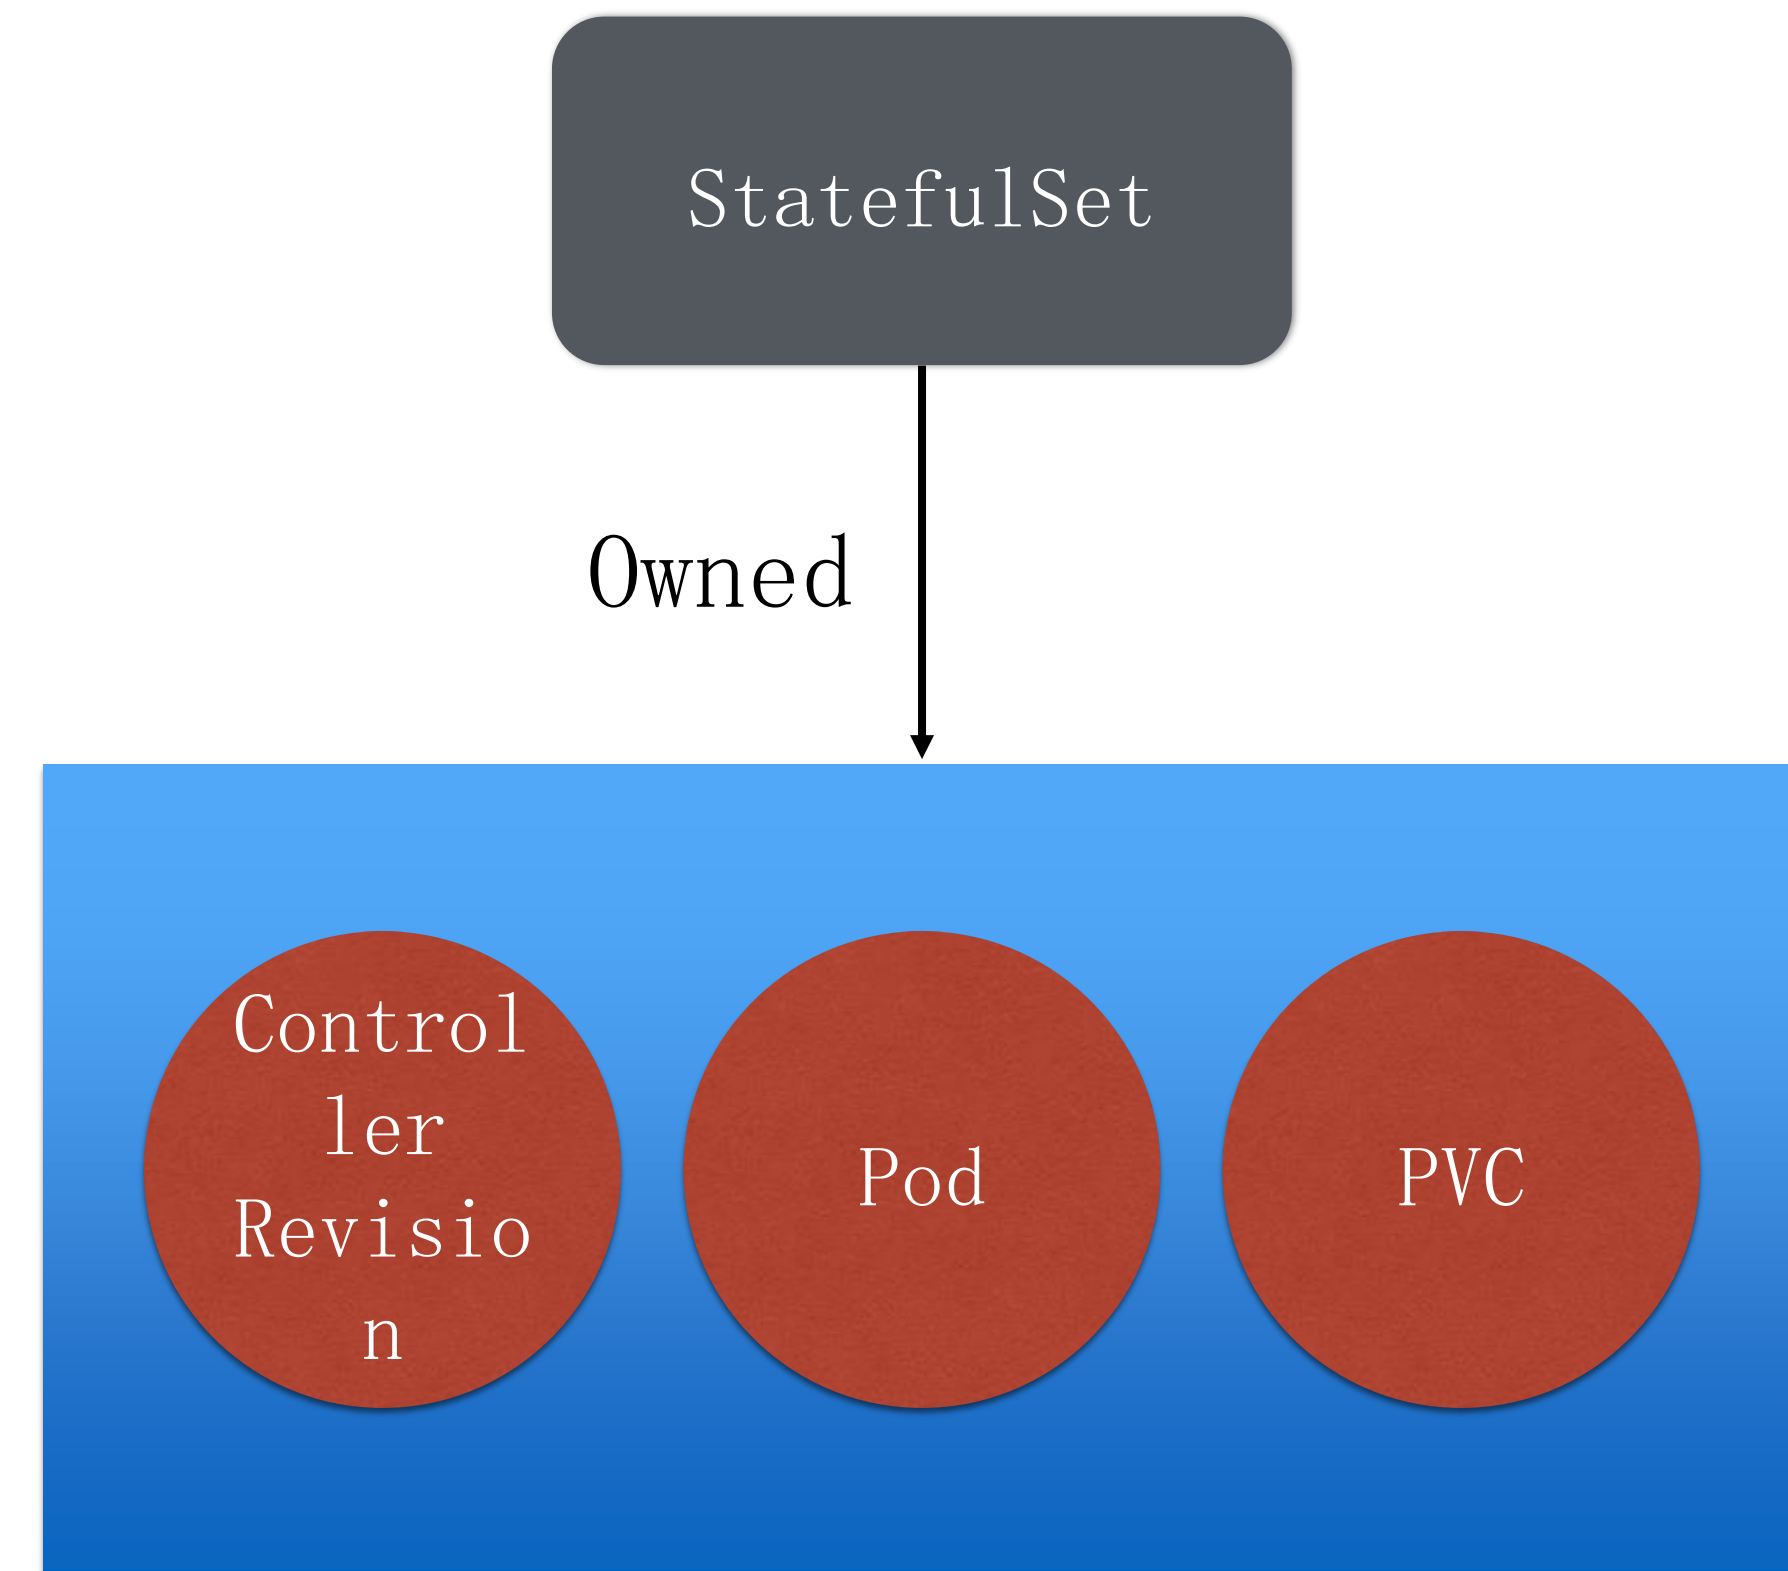 StatefulSet
Owned
Control
ler
Revisio
n
Pod
PVC